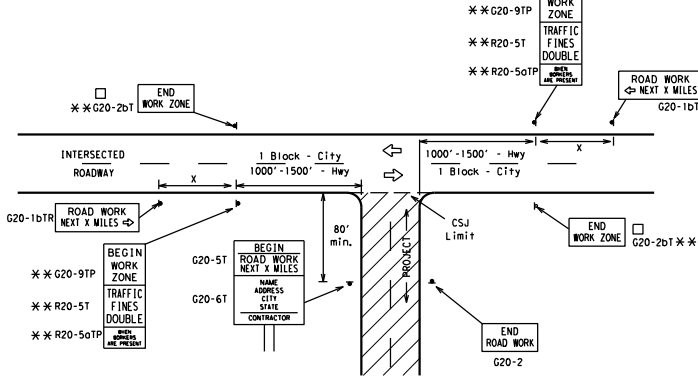 WORK
ZONE
**G20-9TP
TRAFFIC
FINES
DOUBLE
**R20-5T
WHEN
WORKERS
ARE PRESENT
**R20-5aTP
END
WORK ZONE
**G20-2bT
ROAD WORK
⇦ NEXT X MILES
G20-1bT
INTERSECTED
ROADWAY
1 Block - City
1000'-1500' - Hwy
1000'-1500' - Hwy
1 Block - City
X
X
G20-1bTR
ROAD WORK
NEXT X MILES ⇨
80'
min.
CSJ
Limit
PROJECT
END
WORK ZONE
G20-2bT **
BEGIN
WORK
ZONE
**G20-9TP
TRAFFIC
FINES
DOUBLE
**R20-5T
WHEN
WORKERS
ARE PRESENT
**R20-5aTP
G20-5T
BEGIN
ROAD WORK
NEXT X MILES
G20-6T
NAME
ADDRESS
CITY
STATE
CONTRACTOR
END
ROAD WORK
G20-2